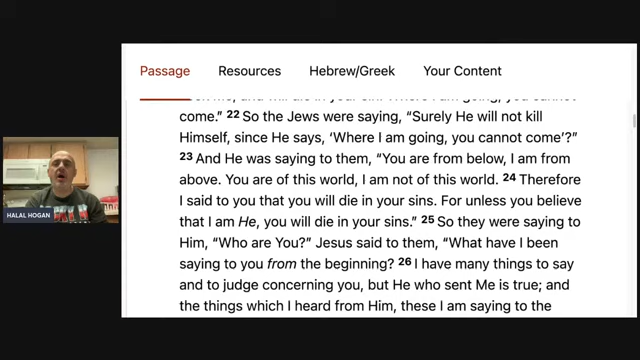 Passage Resources Hebrew/Greek Your Content
come.” 22 So the Jews were saying, “Surely He will not kill
Himself, since He says, ‘Where I am going, you cannot come’?”
23 And He was saying to them, “You are from below, I am from
above. You are of this world, I am not of this world. 24 Therefore
I said to you that you will die in your sins. For unless you believe
that I am He, you will die in your sins.” 25 So they were saying to
Him, “Who are You?” Jesus said to them, “What have I been
saying to you from the beginning? 26 I have many things to say
and to judge concerning you, but He who sent Me is true; and
the things which I heard from Him, these I am saying to the
HALAL HOGAN